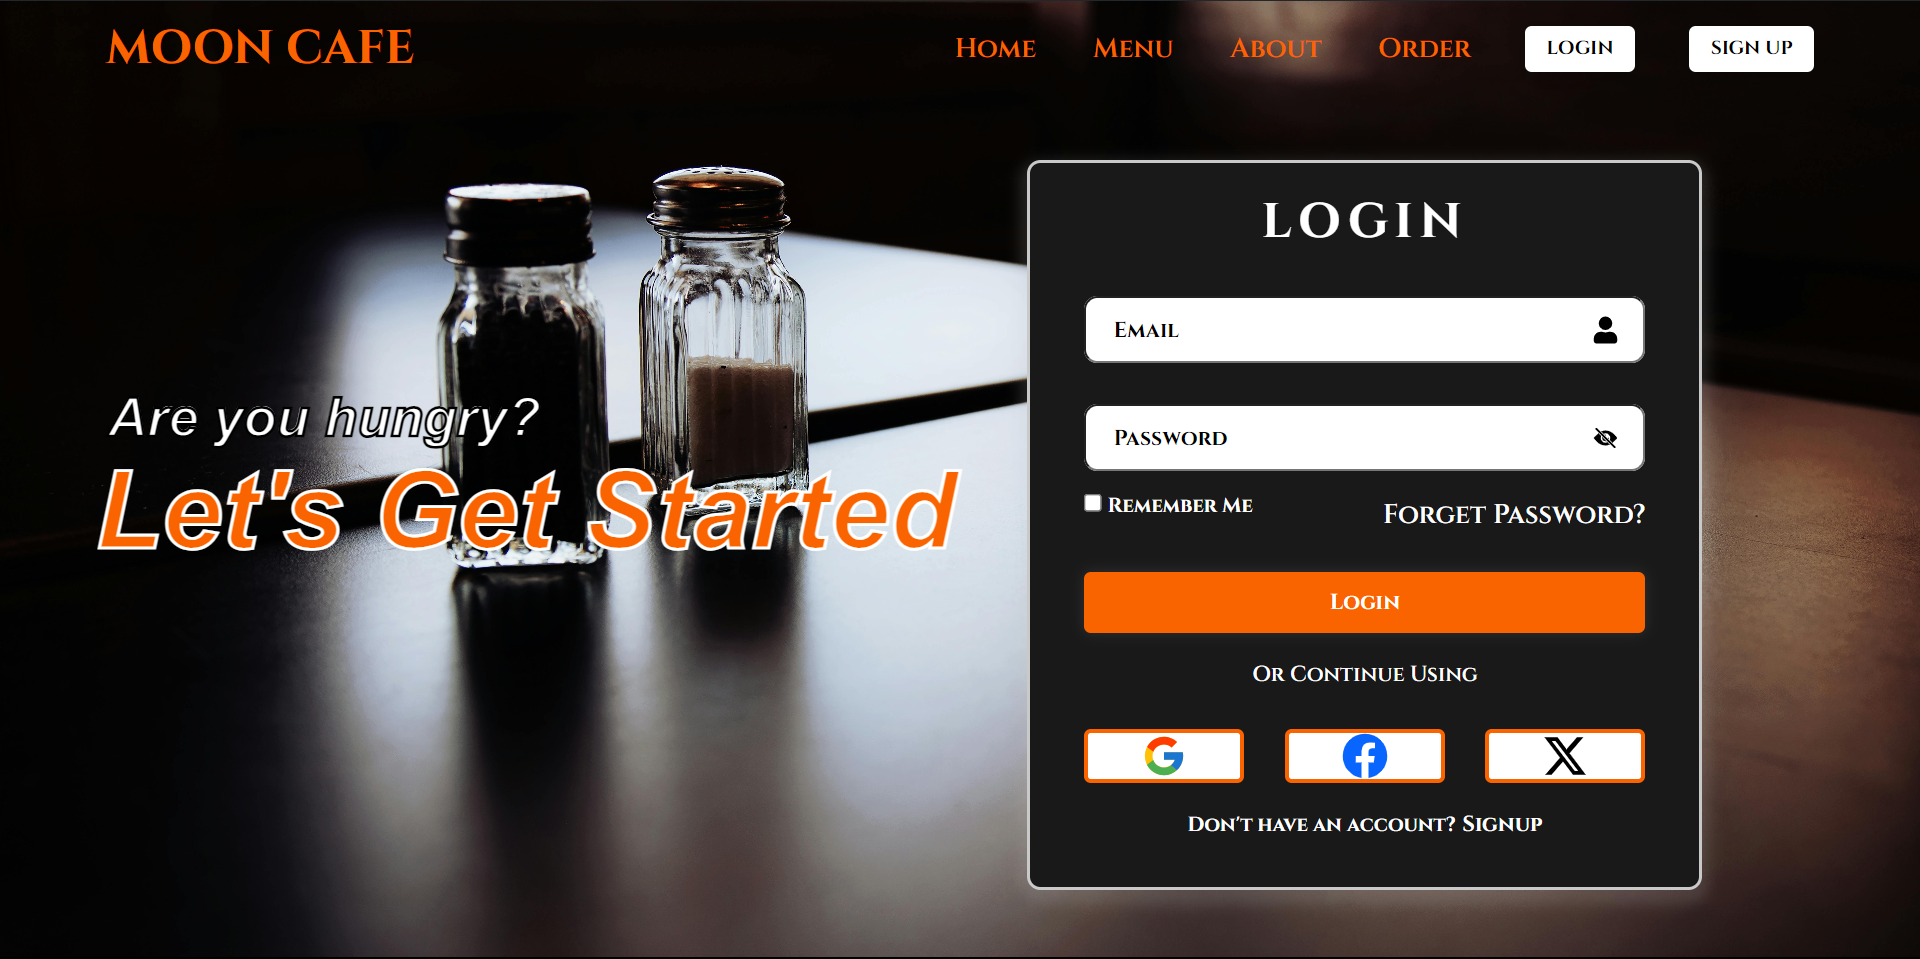 MOON CAFE
Home Menu About Order LOGIN SIGN UP
LOGIN
Email
Password
Remember Me Forget Password?
Login
Or Continue Using
Don't have an account? Signup
Are you hungry?
Let's Get Started